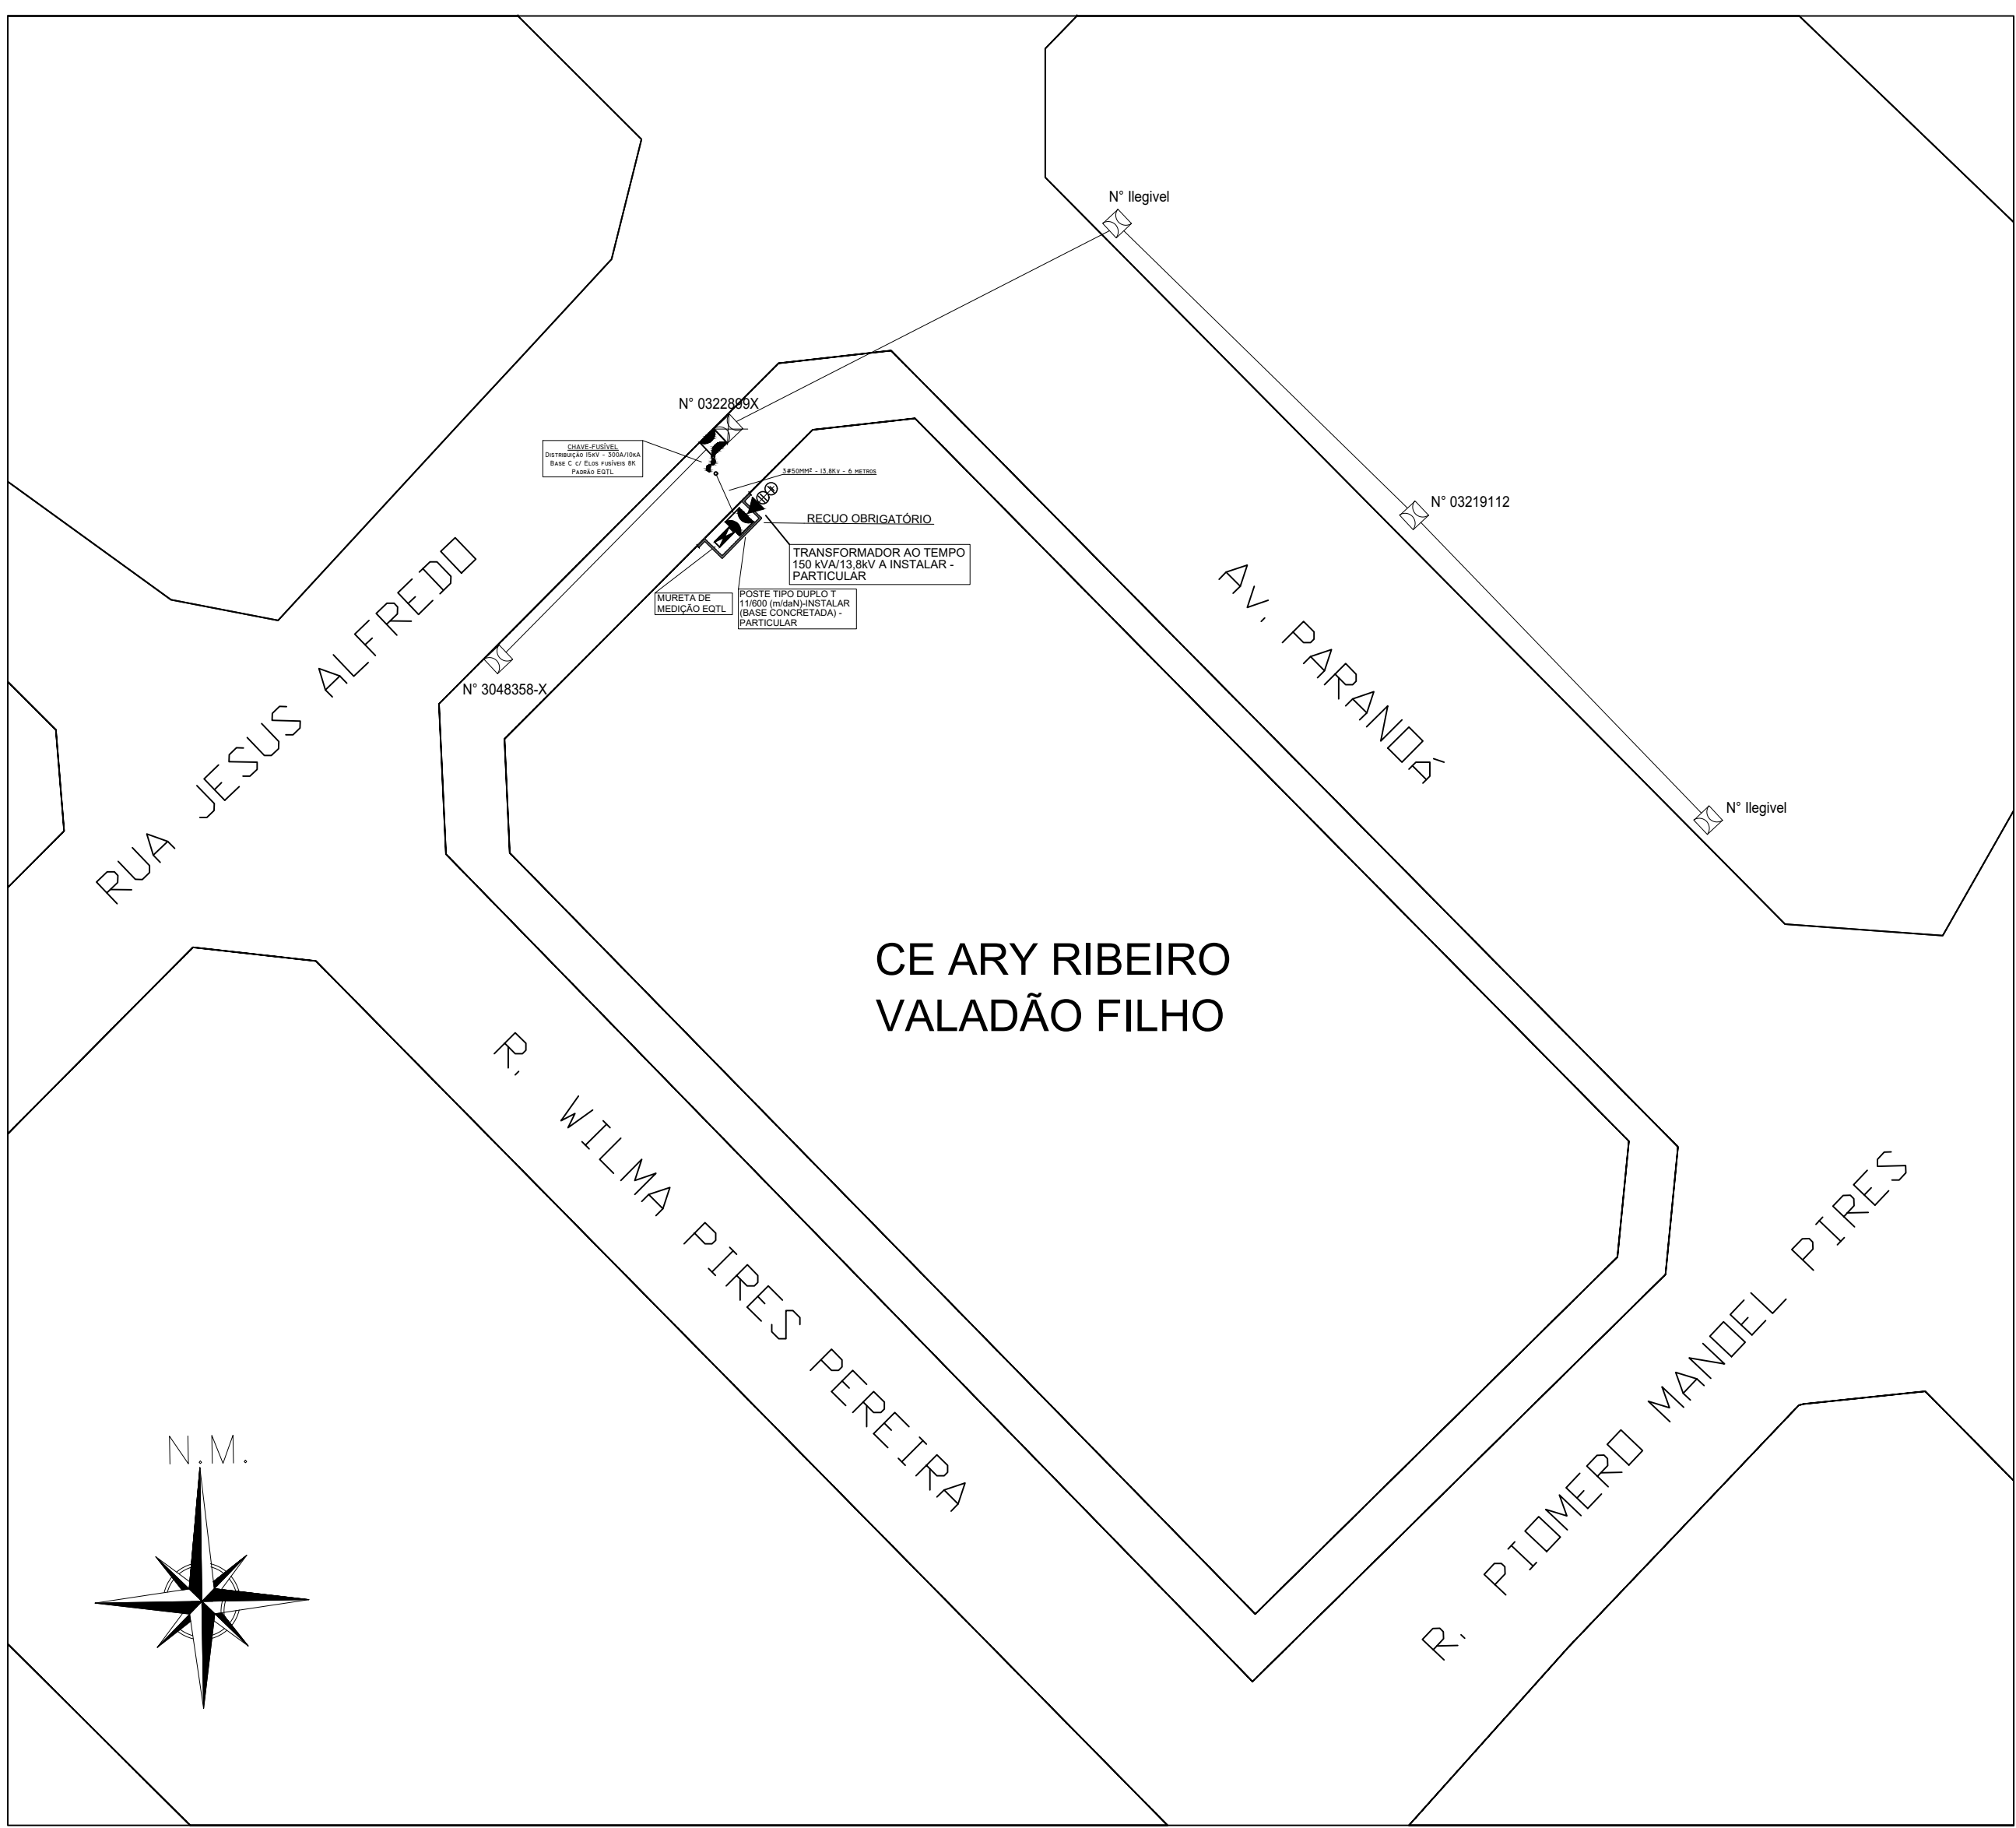 N° Ilegivel
N° 0322899X
CHAVE-FUSÍVEL
DISTRIBUIÇÃO 15KV - 300A/10KA
BASE C C/ ELOS FUSÍVEIS 8K
PADRÃO EQTL
3#50MM² - 13,8KV - 6 METROS
N° 03219112
RECUO OBRIGATÓRIO
TRANSFORMADOR AO TEMPO
150 kVA/13,8kV A INSTALAR -
PARTICULAR
MURETA DE
MEDIÇÃO EQTL
POSTE TIPO DUPLO T
11/600 (m/daN)-INSTALAR
(BASE CONCRETADA) -
PARTICULAR
N° 3048358-X
RUA JESUS ALFREDO
AV. PARANOÁ
N° Ilegivel
CE ARY RIBEIRO
VALADÃO FILHO
R. WILMA PIRES PEREIRA
R. PIOMERO MANOEL PIRES
N.M.